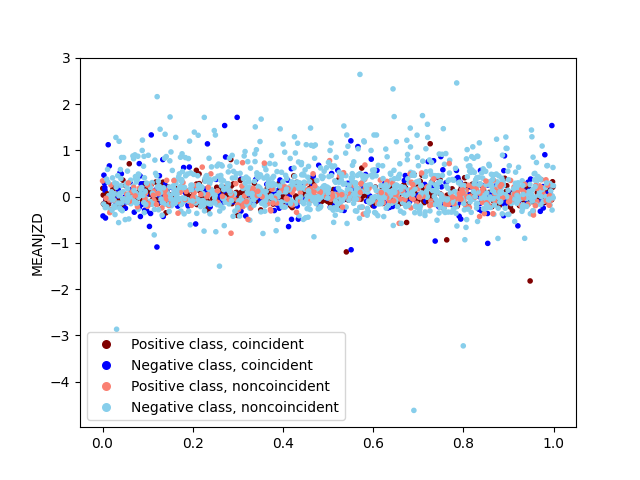 3
2
1
0
−1
−2
−3
−4
MEANJZD
Positive class, coincident
Negative class, coincident
Positive class, noncoincident
Negative class, noncoincident
0.0 0.2 0.4 0.6 0.8 1.0